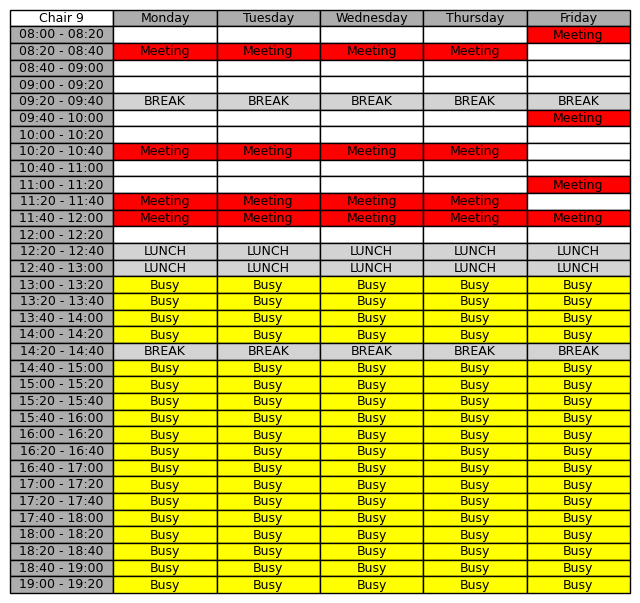 Chair 9 Monday Tuesday Wednesday Thursday Friday
08:00 - 08:20 Meeting
08:20 - 08:40 Meeting Meeting Meeting Meeting
08:40 - 09:00
09:00 - 09:20
09:20 - 09:40 BREAK BREAK BREAK BREAK BREAK
09:40 - 10:00 Meeting
10:00 - 10:20
10:20 - 10:40 Meeting Meeting Meeting Meeting
10:40 - 11:00
11:00 - 11:20 Meeting
11:20 - 11:40 Meeting Meeting Meeting Meeting
11:40 - 12:00 Meeting Meeting Meeting Meeting Meeting
12:00 - 12:20
12:20 - 12:40 LUNCH LUNCH LUNCH LUNCH LUNCH
12:40 - 13:00 LUNCH LUNCH LUNCH LUNCH LUNCH
13:00 - 13:20 Busy Busy Busy Busy Busy
13:20 - 13:40 Busy Busy Busy Busy Busy
13:40 - 14:00 Busy Busy Busy Busy Busy
14:00 - 14:20 Busy Busy Busy Busy Busy
14:20 - 14:40 BREAK BREAK BREAK BREAK BREAK
14:40 - 15:00 Busy Busy Busy Busy Busy
15:00 - 15:20 Busy Busy Busy Busy Busy
15:20 - 15:40 Busy Busy Busy Busy Busy
15:40 - 16:00 Busy Busy Busy Busy Busy
16:00 - 16:20 Busy Busy Busy Busy Busy
16:20 - 16:40 Busy Busy Busy Busy Busy
16:40 - 17:00 Busy Busy Busy Busy Busy
17:00 - 17:20 Busy Busy Busy Busy Busy
17:20 - 17:40 Busy Busy Busy Busy Busy
17:40 - 18:00 Busy Busy Busy Busy Busy
18:00 - 18:20 Busy Busy Busy Busy Busy
18:20 - 18:40 Busy Busy Busy Busy Busy
18:40 - 19:00 Busy Busy Busy Busy Busy
19:00 - 19:20 Busy Busy Busy Busy Busy